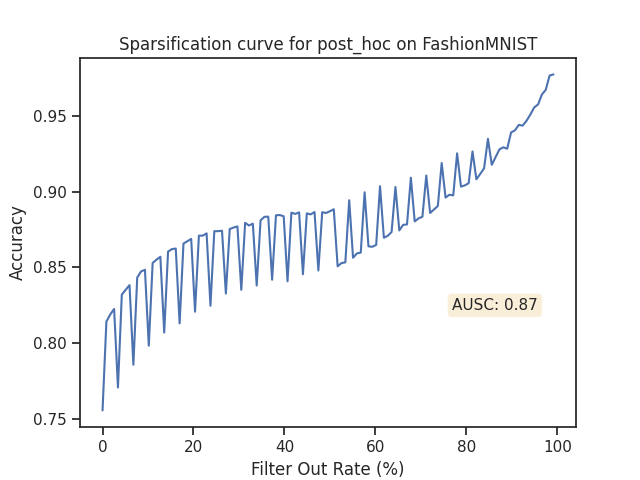 Sparsification curve for post_hoc on FashionMNIST
0.95
0.90
0.85
0.80
0.75
Accuracy
AUSC: 0.87
0 20 40 60 80 100
Filter Out Rate (%)